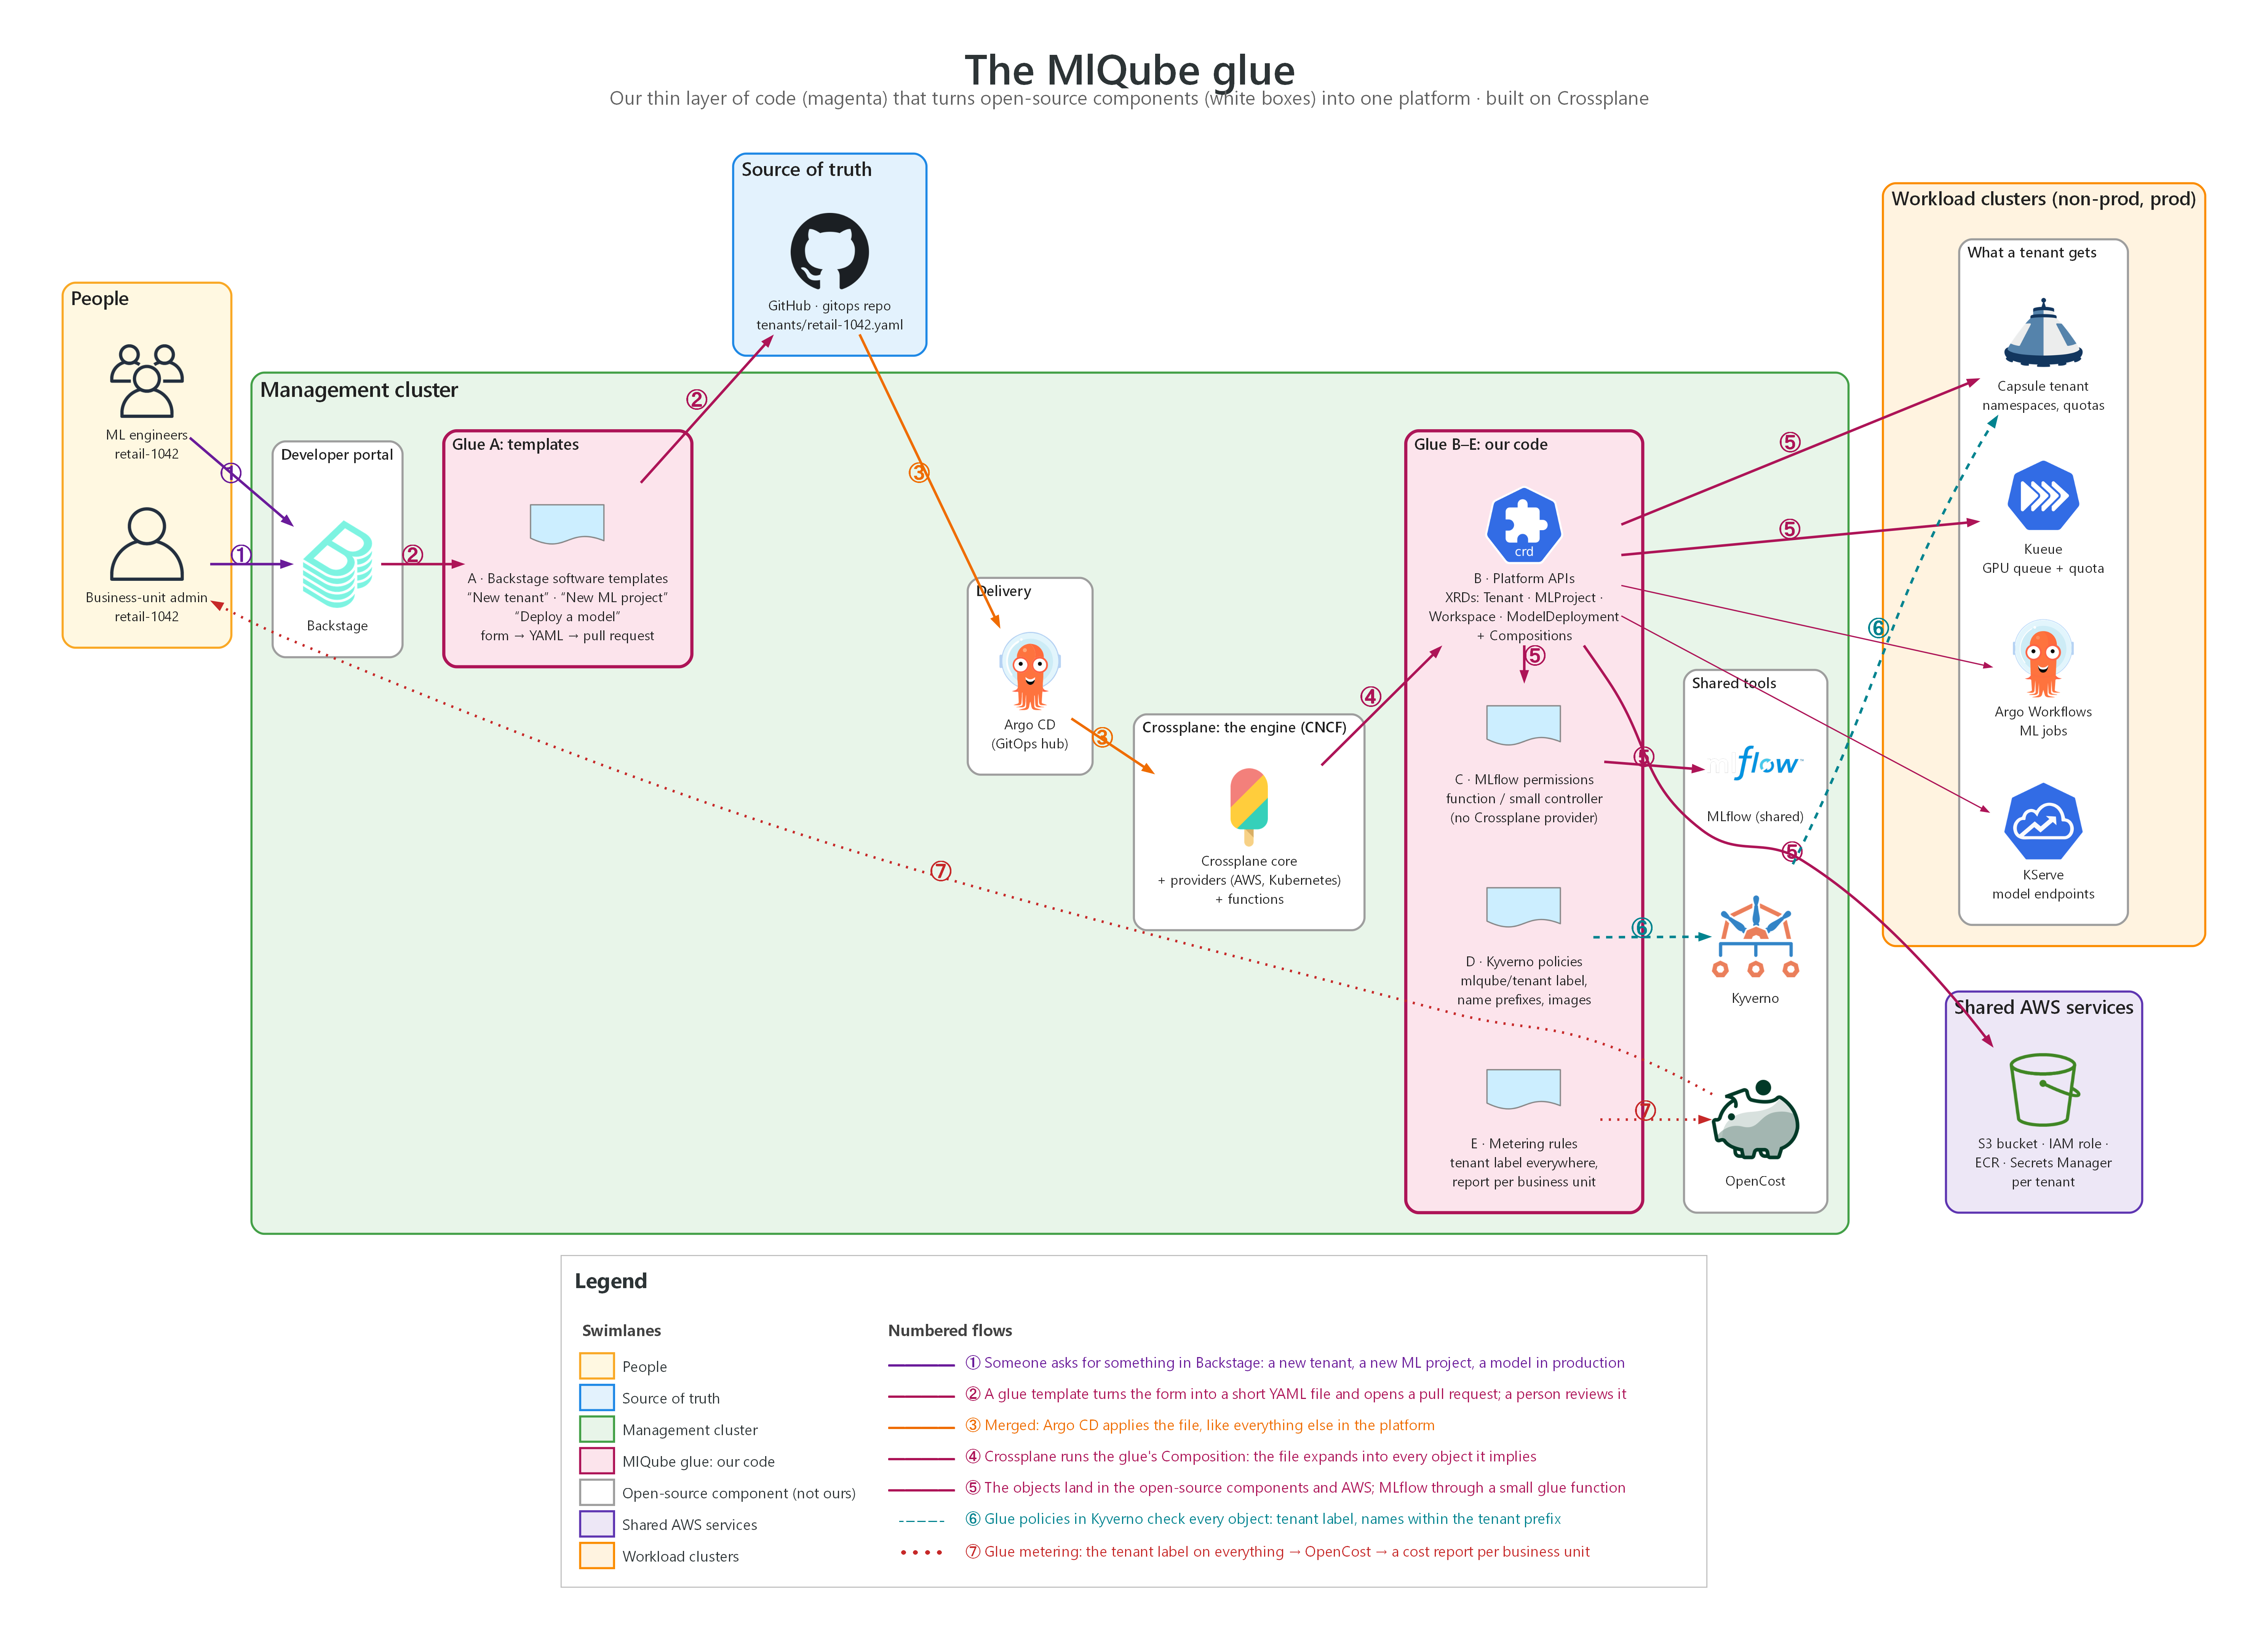 The MlQube glue
Our thin layer of code (magenta) that turns open-source components (white boxes) into one platform · built on Crossplane
Source of truth
GitHub · gitops repo
tenants/retail-1042.yaml
People
ML engineers
retail-1042
Business-unit admin
retail-1042
①
①
Management cluster
Developer portal
Backstage
②
Glue A: templates
A · Backstage software templates
“New tenant” · “New ML project”
“Deploy a model”
form → YAML → pull request
②
③
Delivery
Argo CD
(GitOps hub)
③
Crossplane: the engine (CNCF)
Crossplane core
+ providers (AWS, Kubernetes)
+ functions
④
Glue B–E: our code
crd
B · Platform APIs
XRDs: Tenant · MLProject ·
Workspace · ModelDeployment
+ Compositions
⑤
C · MLflow permissions
function / small controller
(no Crossplane provider)
D · Kyverno policies
mlqube/tenant label,
name prefixes, images
E · Metering rules
tenant label everywhere,
report per business unit
⑤
⑤
⑤
⑤
⑥
⑥
⑦
⑦
Shared tools
mlflow
MLflow (shared)
Kyverno
OpenCost
Workload clusters (non-prod, prod)
What a tenant gets
Capsule tenant
namespaces, quotas
Kueue
GPU queue + quota
Argo Workflows
ML jobs
KServe
model endpoints
Shared AWS services
S3 bucket · IAM role ·
ECR · Secrets Manager
per tenant
Legend
Swimlanes
People
Source of truth
Management cluster
MlQube glue: our code
Open-source component (not ours)
Shared AWS services
Workload clusters
Numbered flows
① Someone asks for something in Backstage: a new tenant, a new ML project, a model in production
② A glue template turns the form into a short YAML file and opens a pull request; a person reviews it
③ Merged: Argo CD applies the file, like everything else in the platform
④ Crossplane runs the glue's Composition: the file expands into every object it implies
⑤ The objects land in the open-source components and AWS; MLflow through a small glue function
⑥ Glue policies in Kyverno check every object: tenant label, names within the tenant prefix
⑦ Glue metering: the tenant label on everything → OpenCost → a cost report per business unit